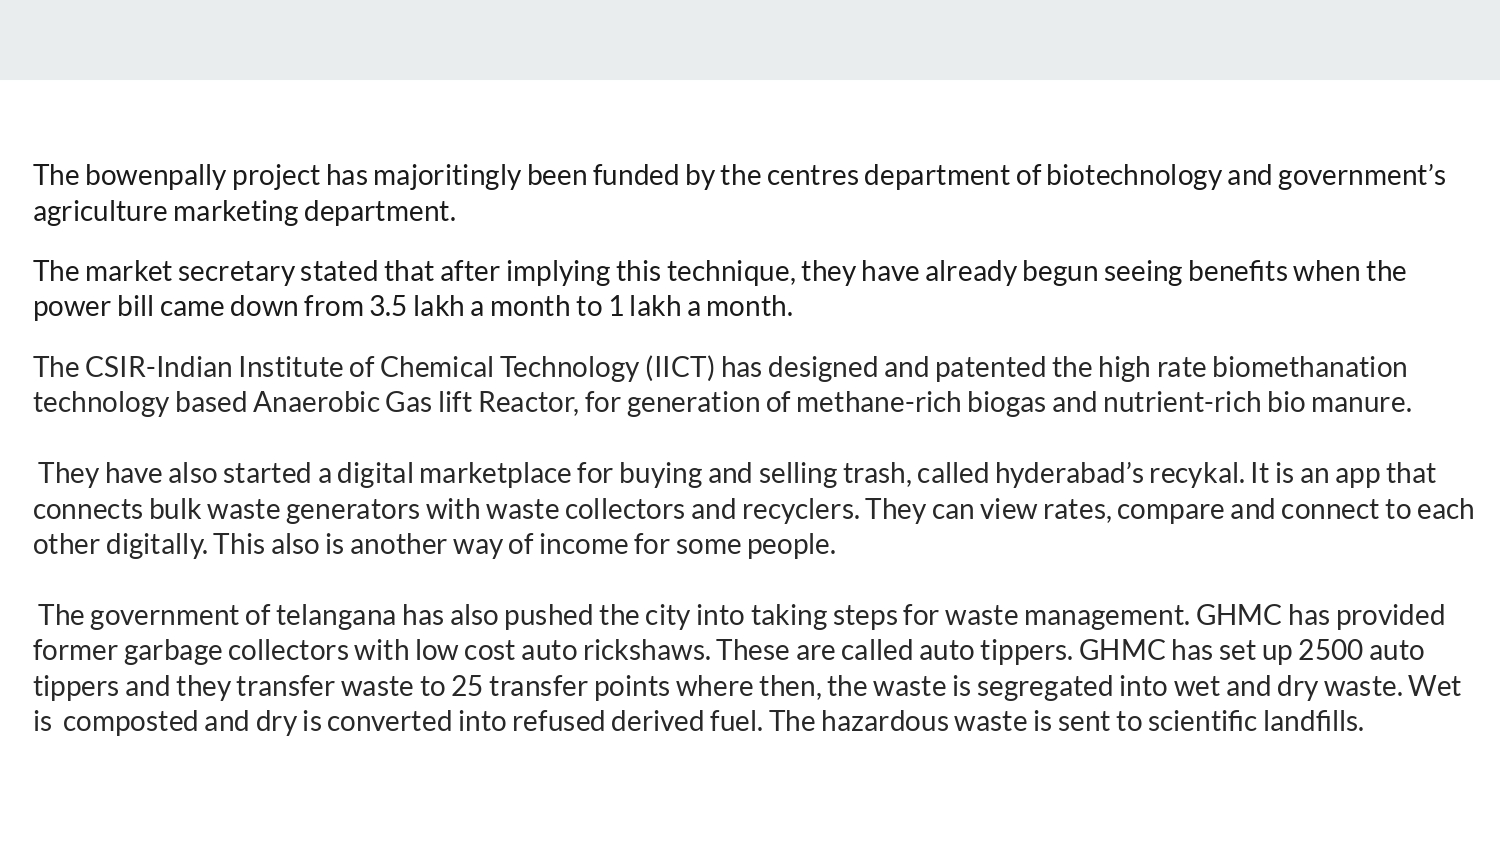 The bowenpally project has majoritingly been funded by the centres department of biotechnology and government’s
agriculture marketing department.
The market secretary stated that after implying this technique, they have already begun seeing benefits when the
power bill came down from 3.5 lakh a month to 1 lakh a month.
The CSIR-Indian Institute of Chemical Technology (IICT) has designed and patented the high rate biomethanation
technology based Anaerobic Gas lift Reactor, for generation of methane-rich biogas and nutrient-rich bio manure.
They have also started a digital marketplace for buying and selling trash, called hyderabad’s recykal. It is an app that
connects bulk waste generators with waste collectors and recyclers. They can view rates, compare and connect to each
other digitally. This also is another way of income for some people.
The government of telangana has also pushed the city into taking steps for waste management. GHMC has provided
former garbage collectors with low cost auto rickshaws. These are called auto tippers. GHMC has set up 2500 auto
tippers and they transfer waste to 25 transfer points where then, the waste is segregated into wet and dry waste. Wet
is  composted and dry is converted into refused derived fuel. The hazardous waste is sent to scientific landfills.